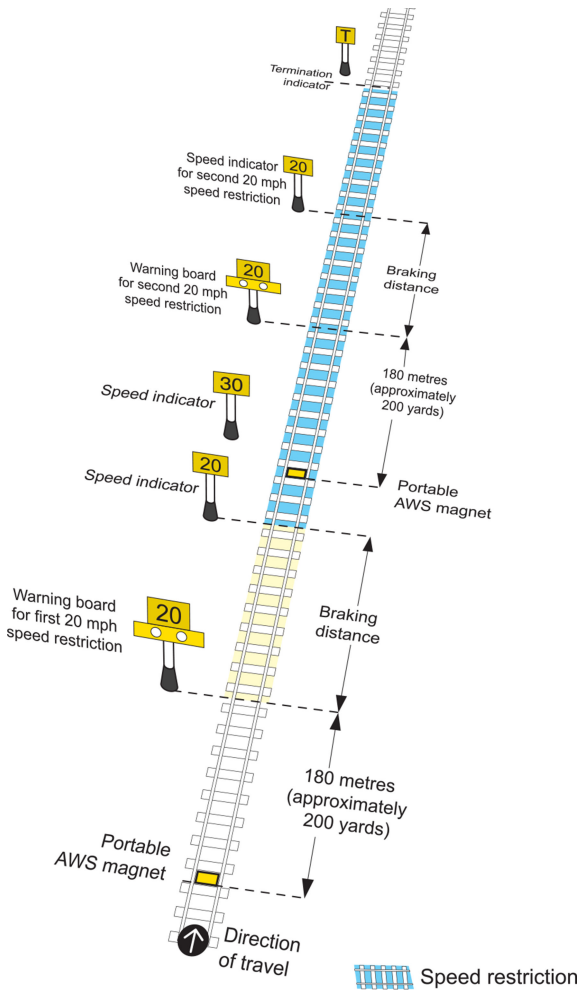 T
Termination
indicator
Speed indicator
for second 20 mph
speed restriction
20
Braking
distance
Warning board
for second 20 mph
speed restriction
20
180 metres
(approximately
200 yards)
Speed indicator
30
Speed indicator
20
Portable
AWS magnet
Warning board
for first 20 mph
speed restriction
20
Braking
distance
180 metres
(approximately
200 yards)
Portable
AWS magnet
Direction
of travel
Speed restriction